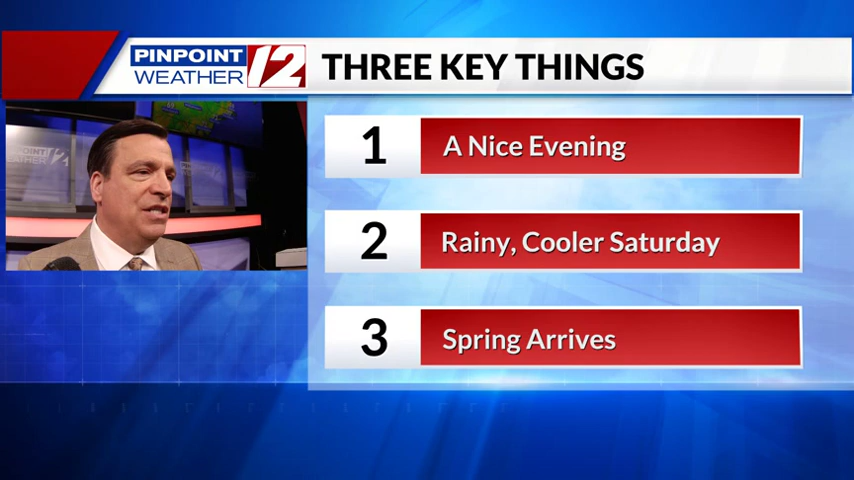 PINPOINT
WEATHER 12
THREE KEY THINGS
1 A Nice Evening
2 Rainy, Cooler Saturday
3 Spring Arrives